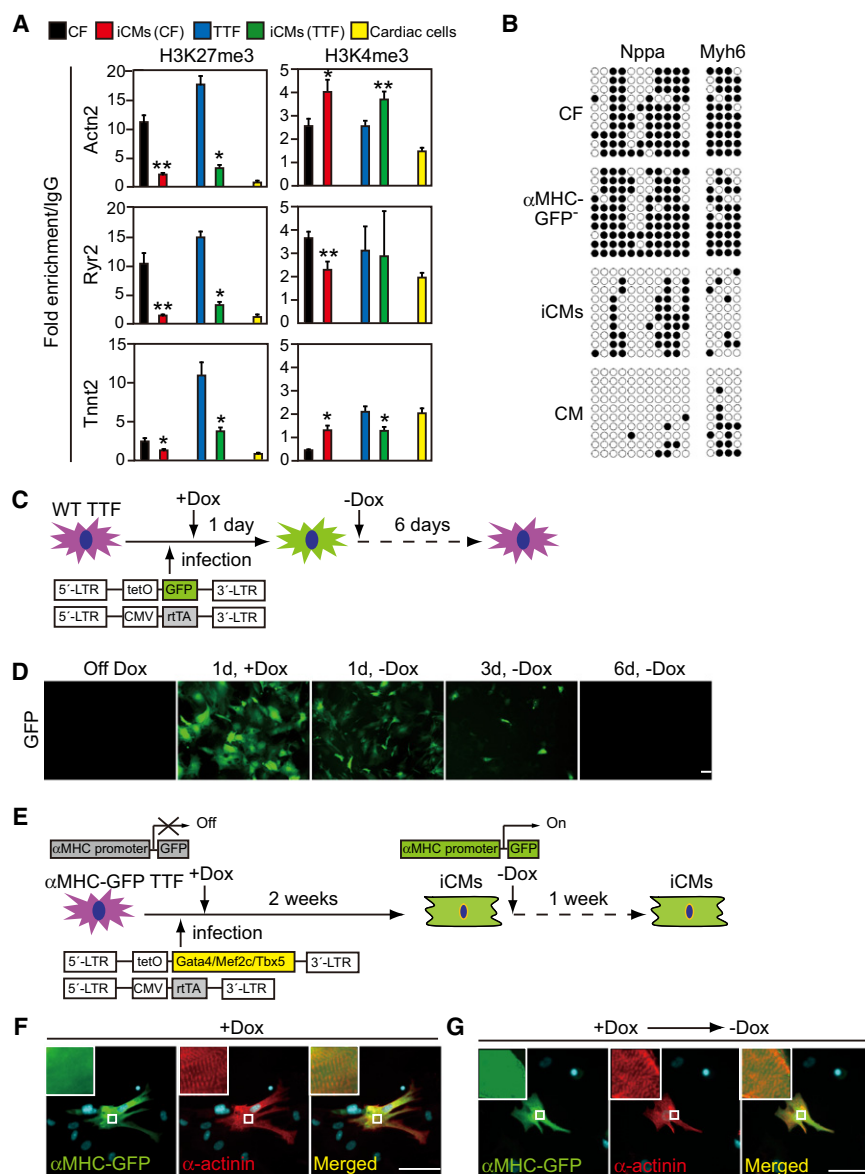 A
CF iCMs (CF) TTF iCMs (TTF) Cardiac cells
H3K27me3 H3K4me3
Fold enrichment/IgG
Actn2
20
15
10
5
0
** *
5
4
3
2
1
0
* **
Ryr2
20
15
10
5
0
** *
5
4
3
2
1
0
**
Tnnt2
15
10
5
0
* *
5
4
3
2
1
0
* *
B
Nppa Myh6
CF
αMHC-
GFP-
iCMs
CM
C
WT TTF
+Dox
1 day
-Dox
6 days
infection
5´-LTR tetO GFP 3´-LTR
5´-LTR CMV rtTA 3´-LTR
D
Off Dox 1d, +Dox 1d, -Dox 3d, -Dox 6d, -Dox
GFP
E
Off
αMHC promoter GFP
On
αMHC promoter GFP
αMHC-GFP TTF
+Dox
2 weeks
iCMs
-Dox
1 week
iCMs
infection
5´-LTR tetO Gata4/Mef2c/Tbx5 3´-LTR
5´-LTR CMV rtTA 3´-LTR
F
+Dox
αMHC-GFP α-actinin Merged
G
+Dox -Dox
αMHC-GFP α-actinin Merged